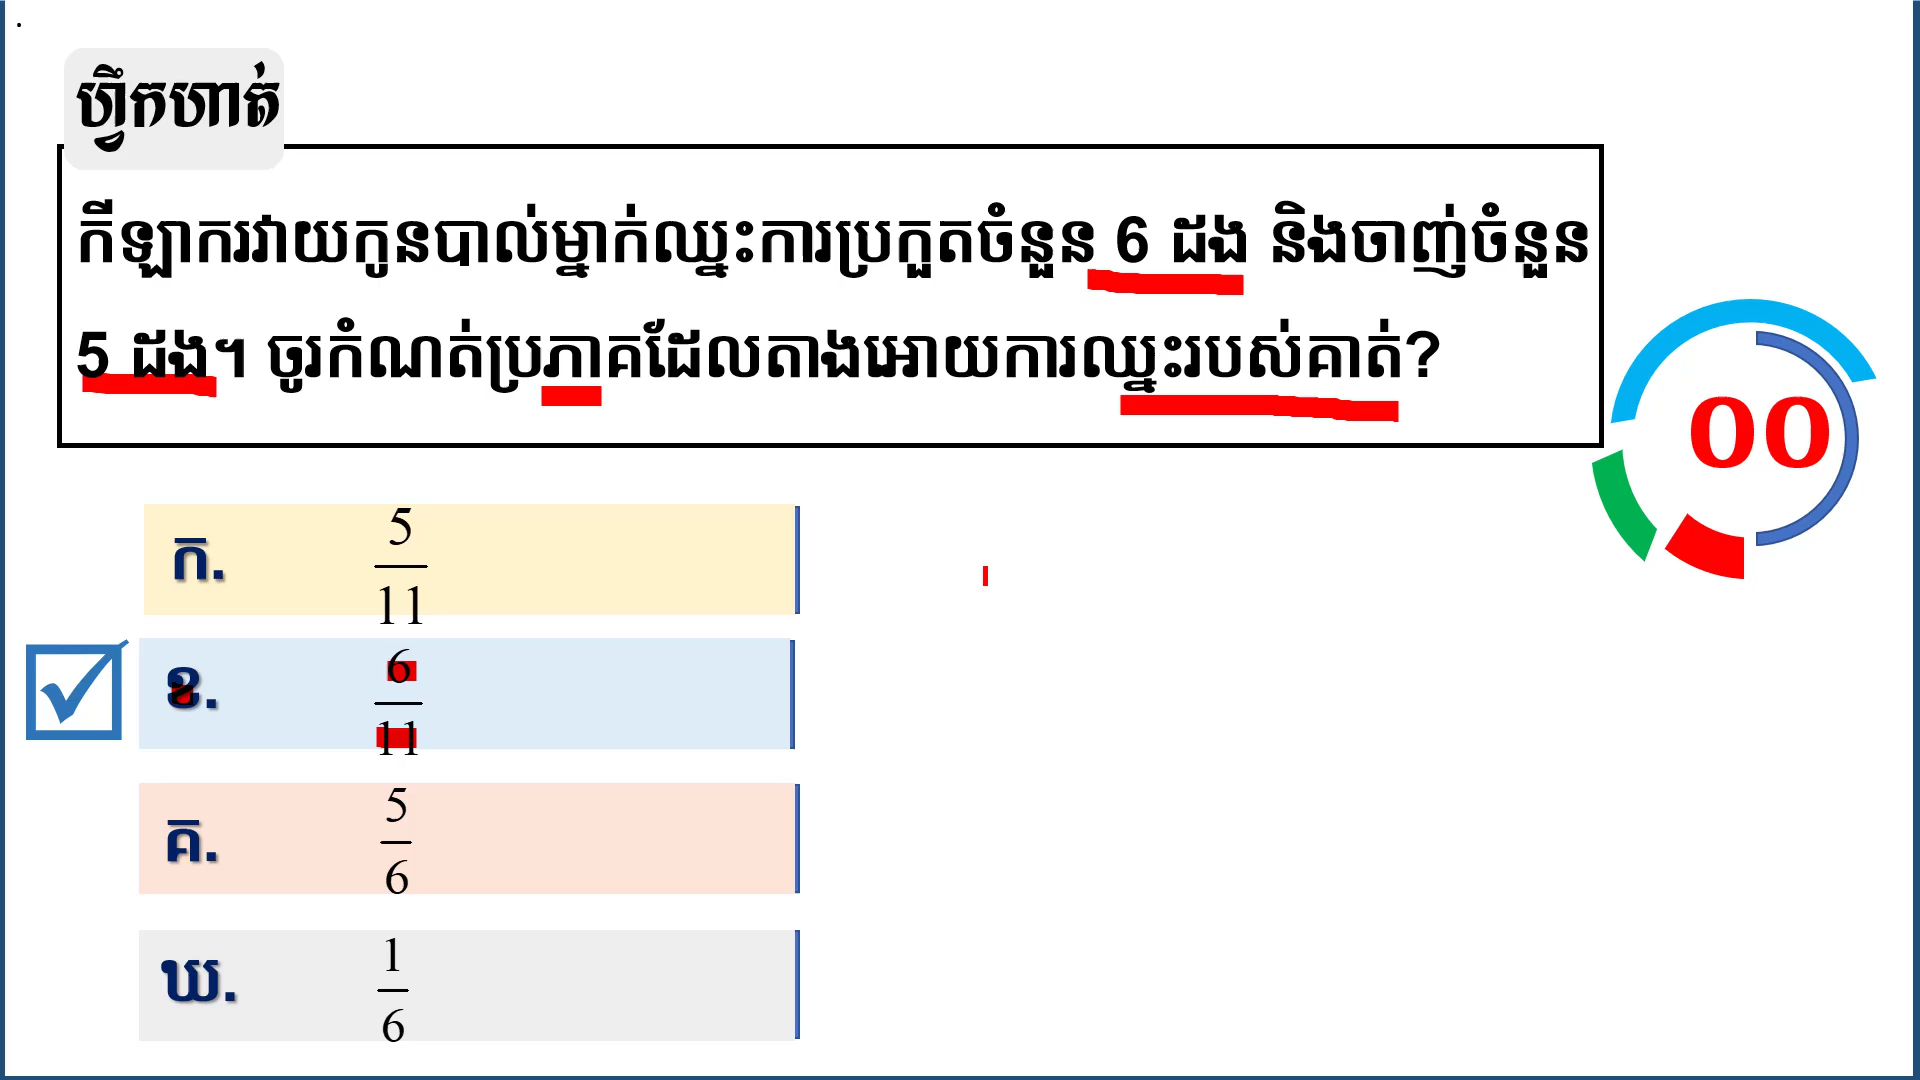 ហ្វឹកហាត់
កីឡាករវាយកូនបាល់ម្នាក់ឈ្នះការប្រកួតចំនួន 6 ដង និងចាញ់ចំនួន
5 ដង។ ចូរកំណត់ប្រភាគដែលតាងអោយការឈ្នះរបស់គាត់?
00
ក. 5/11
ខ. 6/11
គ. 5/6
ឃ. 1/6